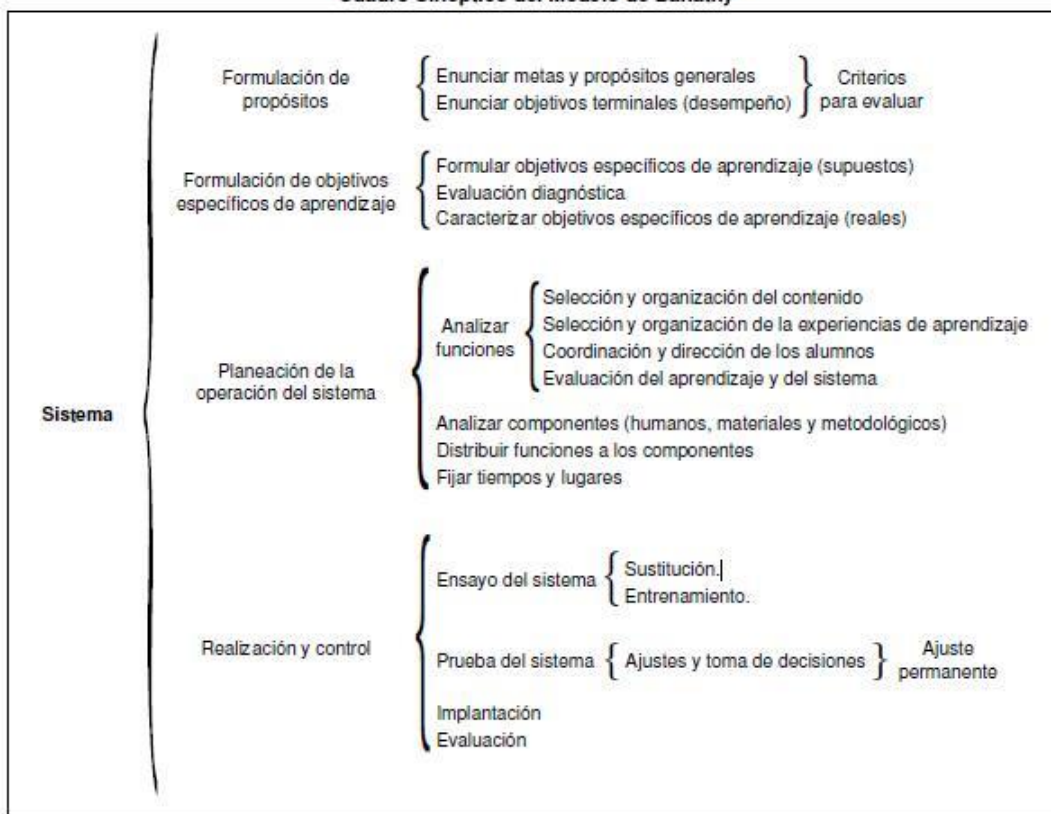 Sistema
Formulación de
propósitos
Enunciar metas y propósitos generales
Enunciar objetivos terminales (desempeño)
Criterios
para evaluar
Formulación de objetivos
específicos de aprendizaje
Formular objetivos específicos de aprendizaje (supuestos)
Evaluación diagnóstica
Caracterizar objetivos específicos de aprendizaje (reales)
Planeación de la
operación del sistema
Analizar
funciones
Selección y organización del contenido
Selección y organización de la experiencias de aprendizaje
Coordinación y dirección de los alumnos
Evaluación del aprendizaje y del sistema
Analizar componentes (humanos, materiales y metodológicos)
Distribuir funciones a los componentes
Fijar tiempos y lugares
Realización y control
Ensayo del sistema
Sustitución.
Entrenamiento.
Prueba del sistema
Ajustes y toma de decisiones
Ajuste
permanente
Implantación
Evaluación